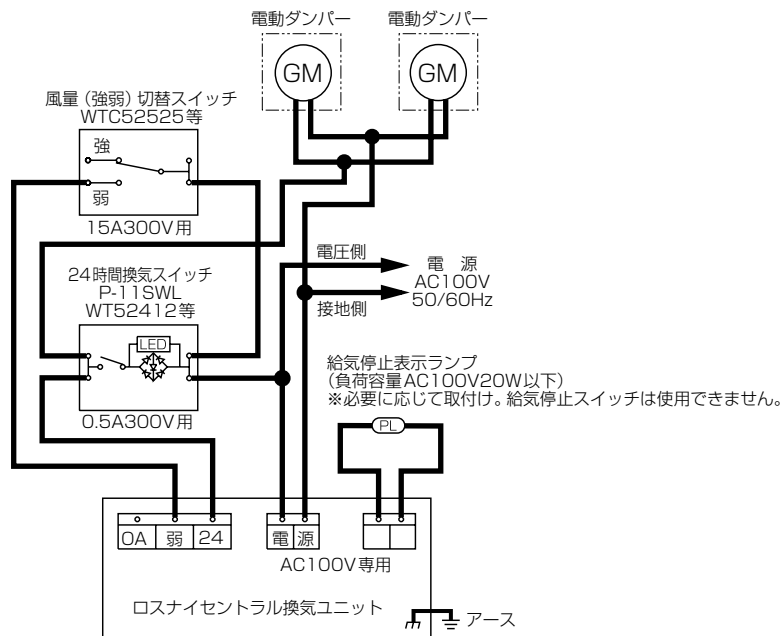 電動ダンパー
電動ダンパー
GM
GM
風量（強弱）切替スイッチ
WTC52525等
強
弱
15A300V用
24時間換気スイッチ
P-11SWL
WT52412等
LED
0.5A300V用
電圧側
接地側
電 源
AC100V
50/60Hz
給気停止表示ランプ
（負荷容量AC100V20W以下）
※必要に応じて取付け。給気停止スイッチは使用できません。
PL
OA 弱 24
電 源
AC100V専用
ロスナイセントラル換気ユニット
アース